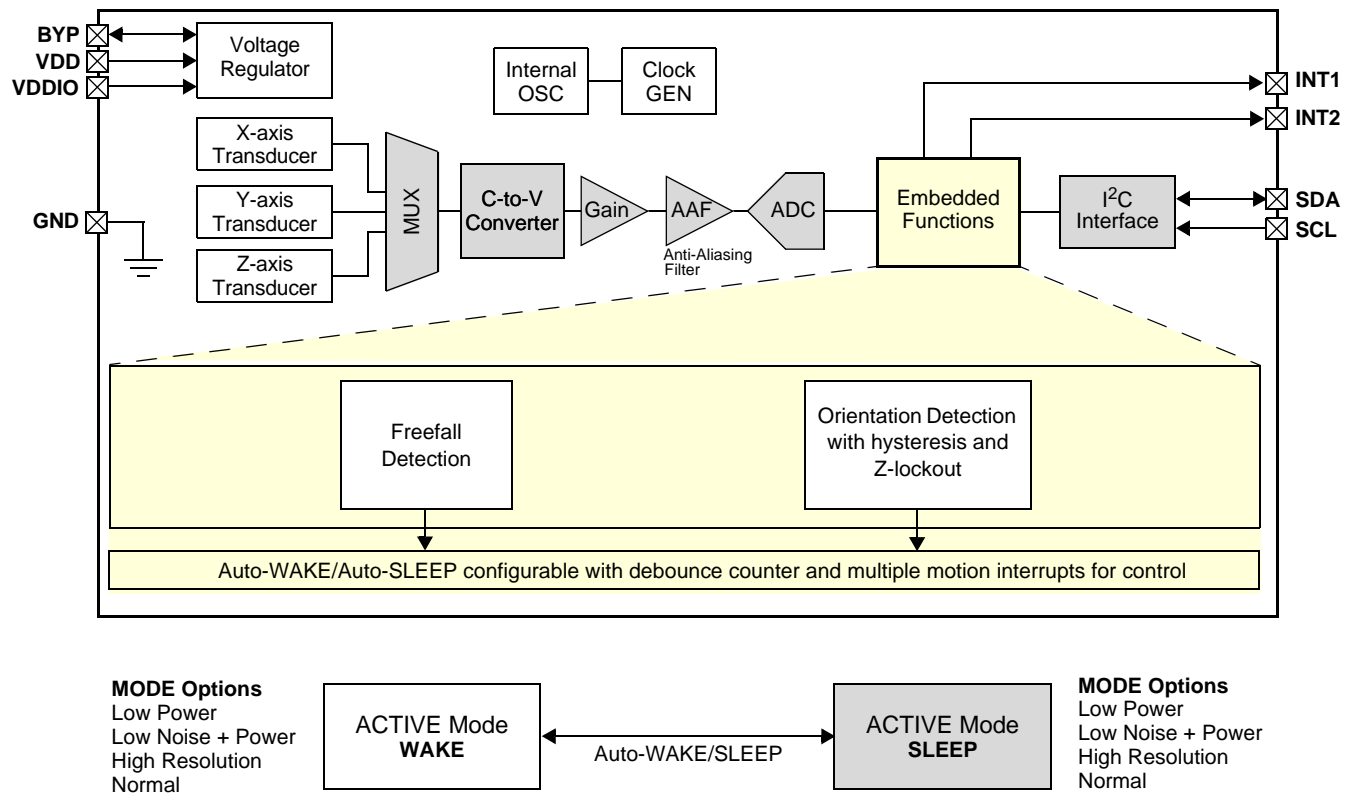 BYP
VDD
VDDIO
GND
Voltage
Regulator
Internal
OSC
Clock
GEN
X-axis
Transducer
Y-axis
Transducer
Z-axis
Transducer
MUX
C-to-V
Converter
Gain
AAF
Anti-Aliasing
Filter
ADC
Embedded
Functions
I²C
Interface
INT1
INT2
SDA
SCL
Freefall
Detection
Orientation Detection
with hysteresis and
Z-lockout
Auto-WAKE/Auto-SLEEP configurable with debounce counter and multiple motion interrupts for control
MODE Options
Low Power
Low Noise + Power
High Resolution
Normal
ACTIVE Mode
WAKE
Auto-WAKE/SLEEP
ACTIVE Mode
SLEEP
MODE Options
Low Power
Low Noise + Power
High Resolution
Normal